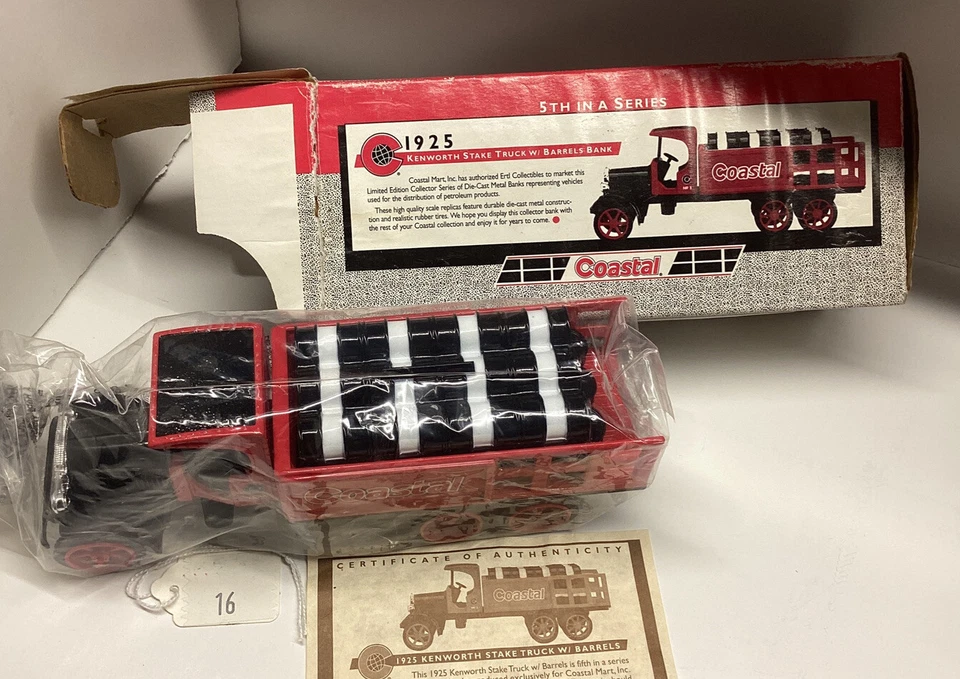 5TH IN A SERIES
1925
KENWORTH STAKE TRUCK W/ BARRELS BANK
Coastal Mart, Inc. has authorized Ertl Collectibles to market this
Limited Edition Collector Series of Die-Cast Metal Banks representing vehicles
used for the distribution of petroleum products.
These high quality scale replicas feature durable die-cast metal construc-
tion and realistic rubber tires. We hope you display this collector bank with
the rest of your Coastal collection and enjoy it for years to come.
Coastal
Coastal
Coastal
16
CERTIFICATE OF AUTHENTICITY
Coastal
1925 KENWORTH STAKE TRUCK W/ BARRELS
This 1925 Kenworth Stake Truck w/ Barrels is fifth in a series
exclusively for Coastal Mart, Inc.